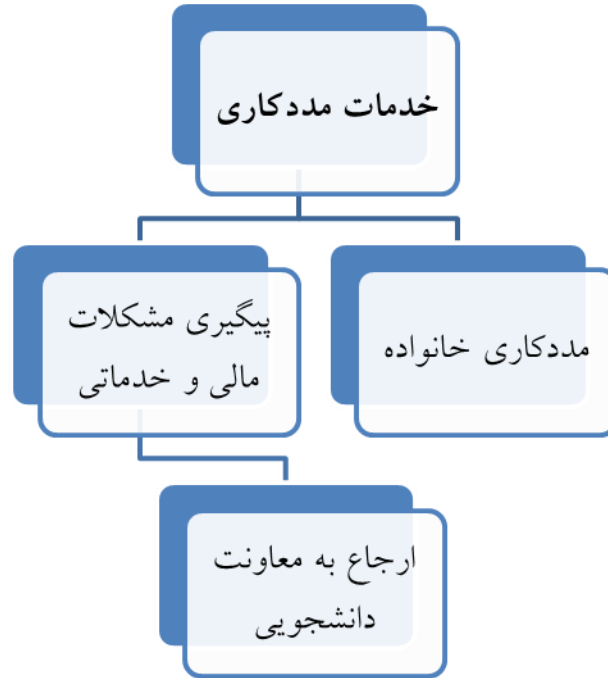 خدمات مددکاری
مددکاری خانواده
پیگیری مشکلات
مالی و خدماتی
ارجاع به معاونت
دانشجویی